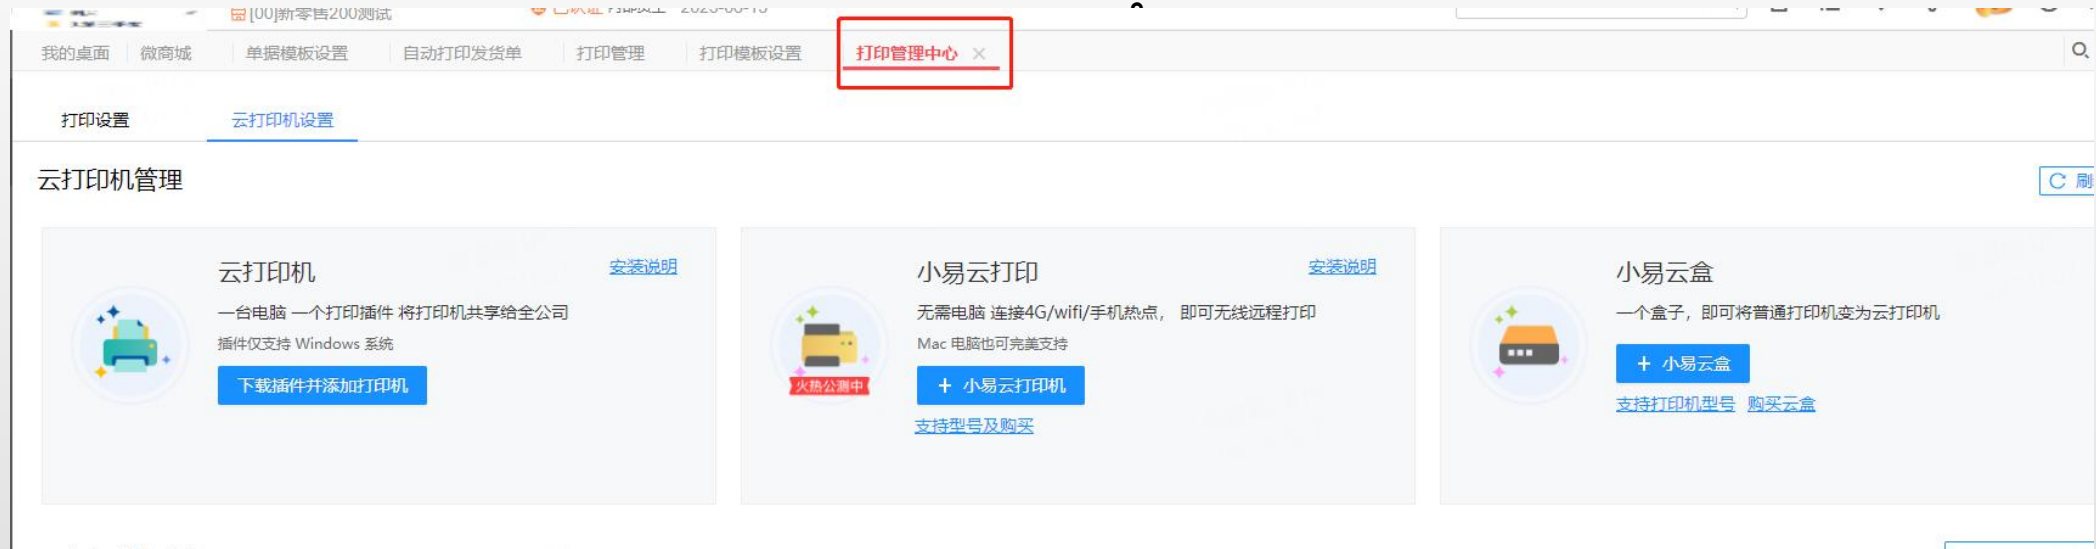 [00]新零售200测试
我的桌面 微商城 单据模板设置 自动打印发货单 打印管理 打印模板设置 打印管理中心
打印设置 云打印机设置
云打印机管理
刷
云打印机 安装说明
一台电脑 一个打印插件 将打印机共享给全公司
插件仅支持 Windows 系统
下载插件并添加打印机
小易云打印 安装说明
无需电脑 连接4G/wifi/手机热点， 即可无线远程打印
Mac 电脑也可完美支持
火热公测中
+ 小易云打印机
支持型号及购买
小易云盒
一个盒子，即可将普通打印机变为云打印机
+ 小易云盒
支持打印机型号 购买云盒